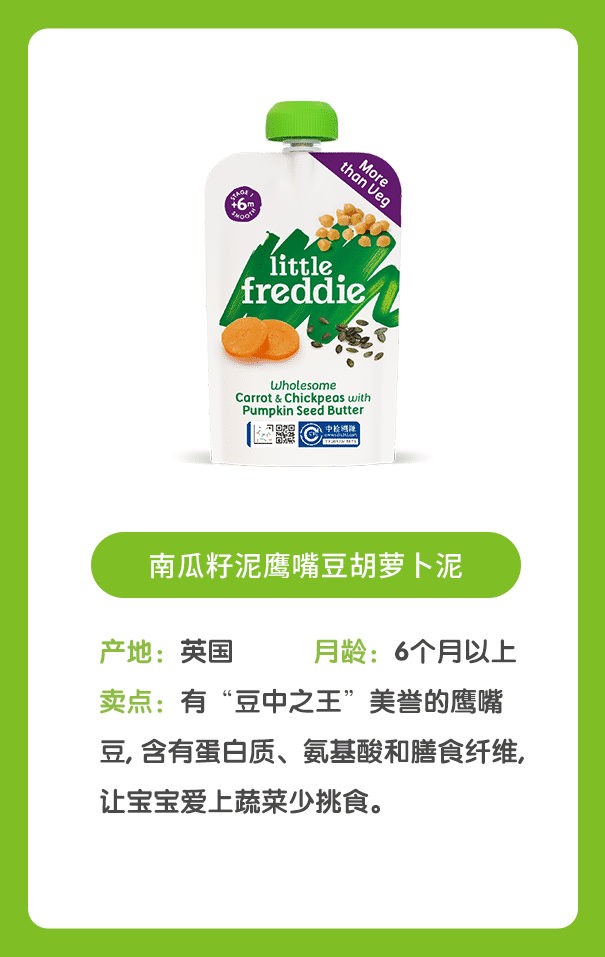 More
than Veg
STAGE 1
+6m
SMOOTH
little
freddie
Wholesome
Carrot & Chickpeas with
Pumpkin Seed Butter
中检溯源
南瓜籽泥鹰嘴豆胡萝卜泥
产地：英国 月龄：6个月以上
卖点：有“豆中之王”美誉的鹰嘴
豆, 含有蛋白质、氨基酸和膳食纤维,
让宝宝爱上蔬菜少挑食。